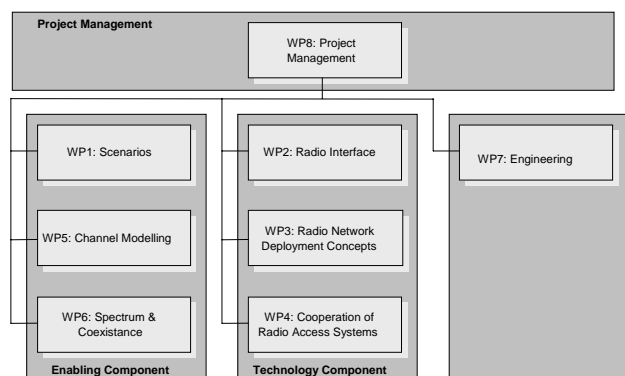 Project Management
WP8: Project
Management
WP1: Scenarios
WP5: Channel Modelling
WP6: Spectrum &
Coexistance
Enabling Component
WP2: Radio Interface
WP3: Radio Network
Deployment Concepts
WP4: Cooperation of
Radio Access Systems
Technology Component
WP7: Engineering